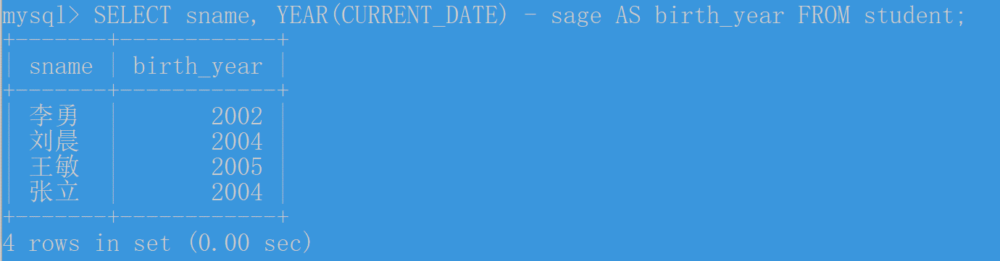 mysql> SELECT sname, YEAR(CURRENT_DATE) - sage AS birth_year FROM student;
+-------+------------+
| sname | birth_year |
+-------+------------+
| 李勇  |       2002 |
| 刘晨  |       2004 |
| 王敏  |       2005 |
| 张立  |       2004 |
+-------+------------+
4 rows in set (0.00 sec)